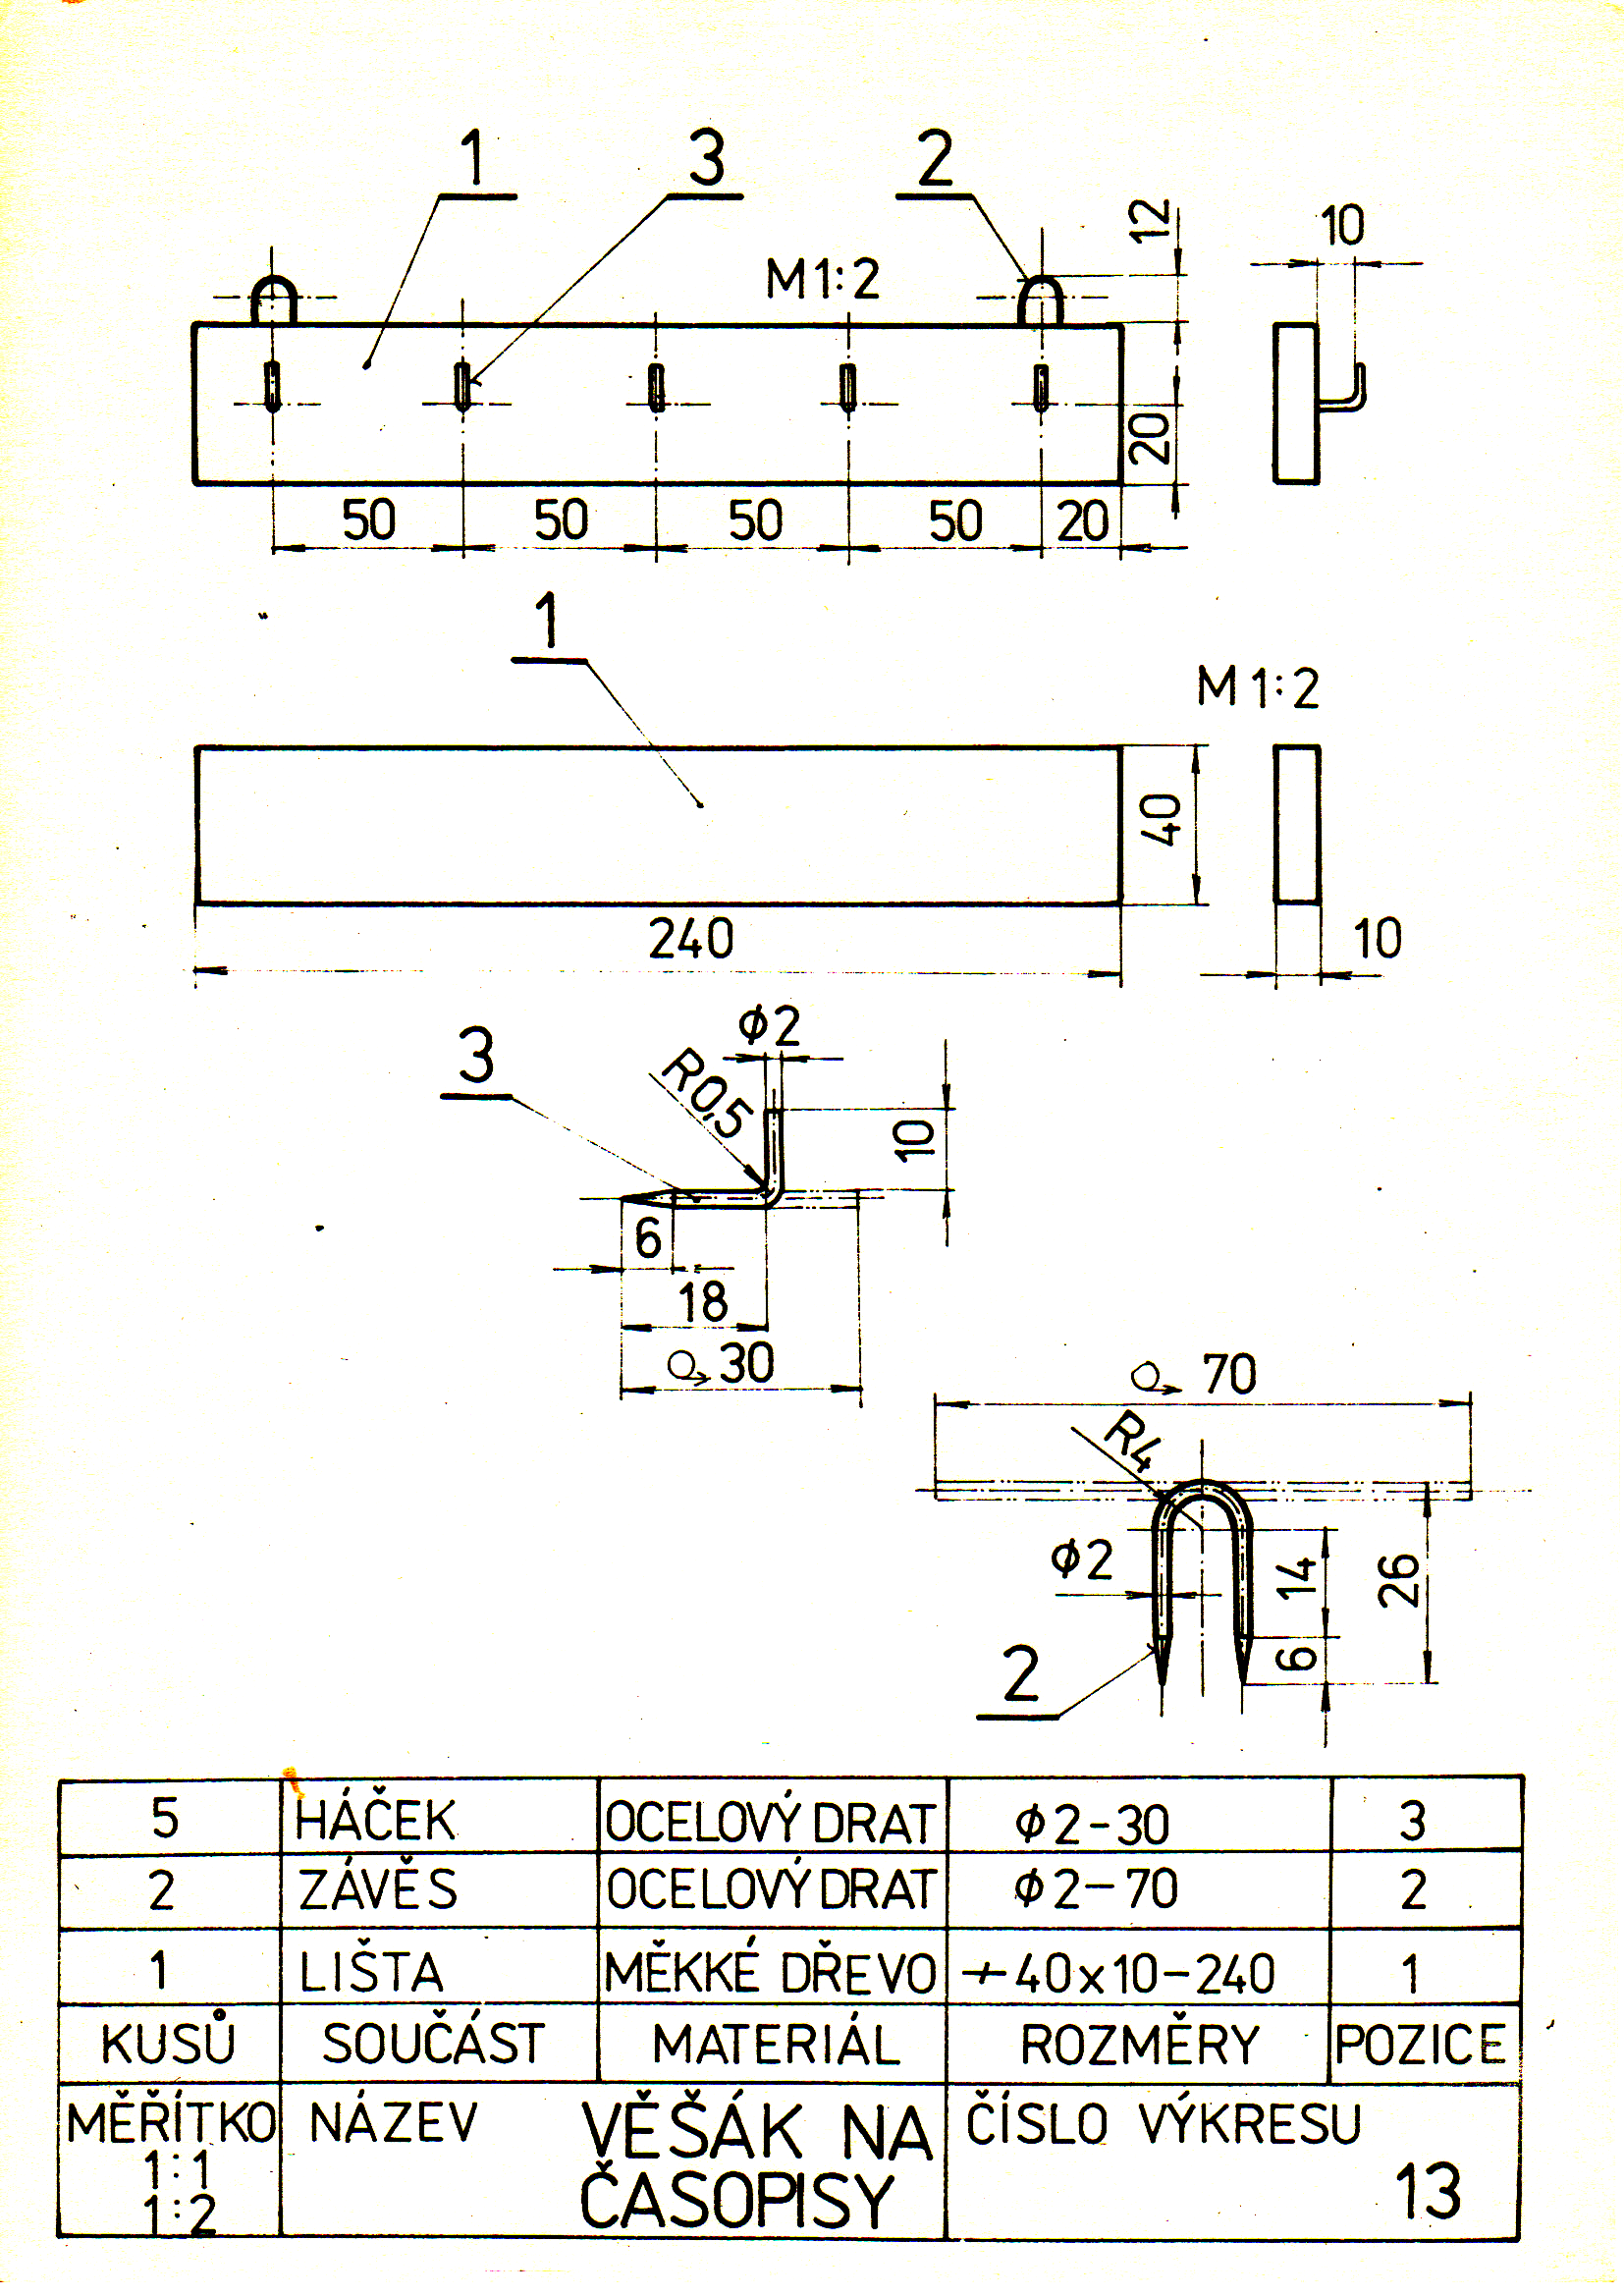 1 3 2
12
10
M 1:2
20
50 50 50 50 20
1
M 1:2
40
240
10
3
φ2
R0,5
10
6
18
30
70
R4
φ2
14
26
6
2
5 HÁČEK OCELOVÝ DRAT φ2-30 3
2 ZÁVĚS OCELOVÝ DRAT φ2-70 2
1 LIŠTA MĚKKÉ DŘEVO 40x10-240 1
KUSŮ SOUČÁST MATERIÁL ROZMĚRY POZICE
MĚŘÍTKO NÁZEV VĚŠÁK NA ČÍSLO VÝKRESU
1:1 ČASOPISY 13
1:2